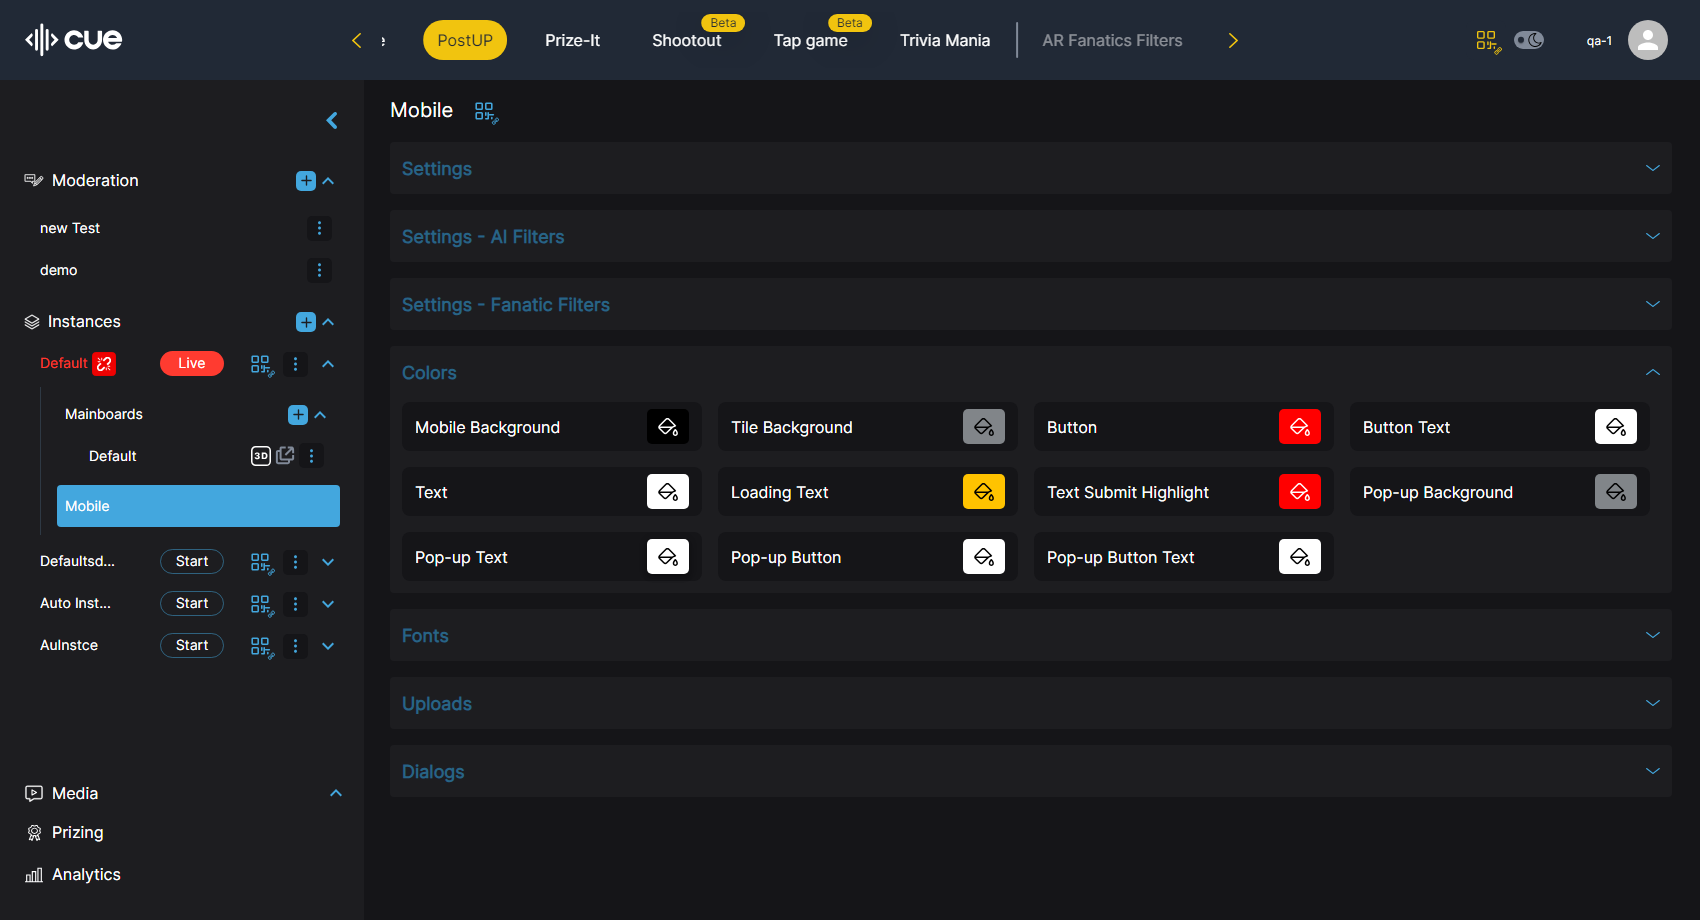 cue
e
PostUP
Prize-It
Shootout
Beta
Tap game
Beta
Trivia Mania
AR Fanatics Filters
qa-1
Moderation
new Test
demo
Instances
Default
Live
Mainboards
Default
3D
Mobile
Defaultsd...
Start
Auto Inst...
Start
AuInstce
Start
Media
Prizing
Analytics
Mobile
Settings
Settings - AI Filters
Settings - Fanatic Filters
Colors
Mobile Background
Tile Background
Button
Button Text
Text
Loading Text
Text Submit Highlight
Pop-up Background
Pop-up Text
Pop-up Button
Pop-up Button Text
Fonts
Uploads
Dialogs